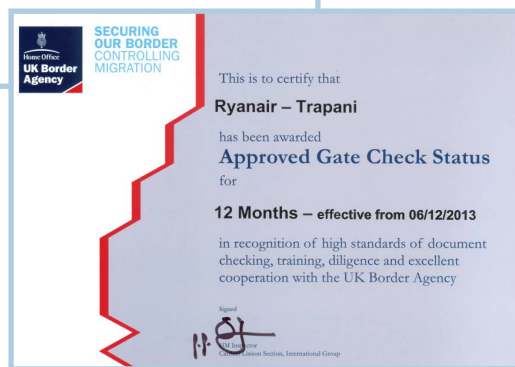 Home Office
UK Border
Agency
SECURING
OUR BORDER
CONTROLLING
MIGRATION
This is to certify that
Ryanair – Trapani
has been awarded
Approved Gate Check Status
for
12 Months – effective from 06/12/2013
in recognition of high standards of document
checking, training, diligence and excellent
cooperation with the UK Border Agency
Signed
Liaison Section, International Group